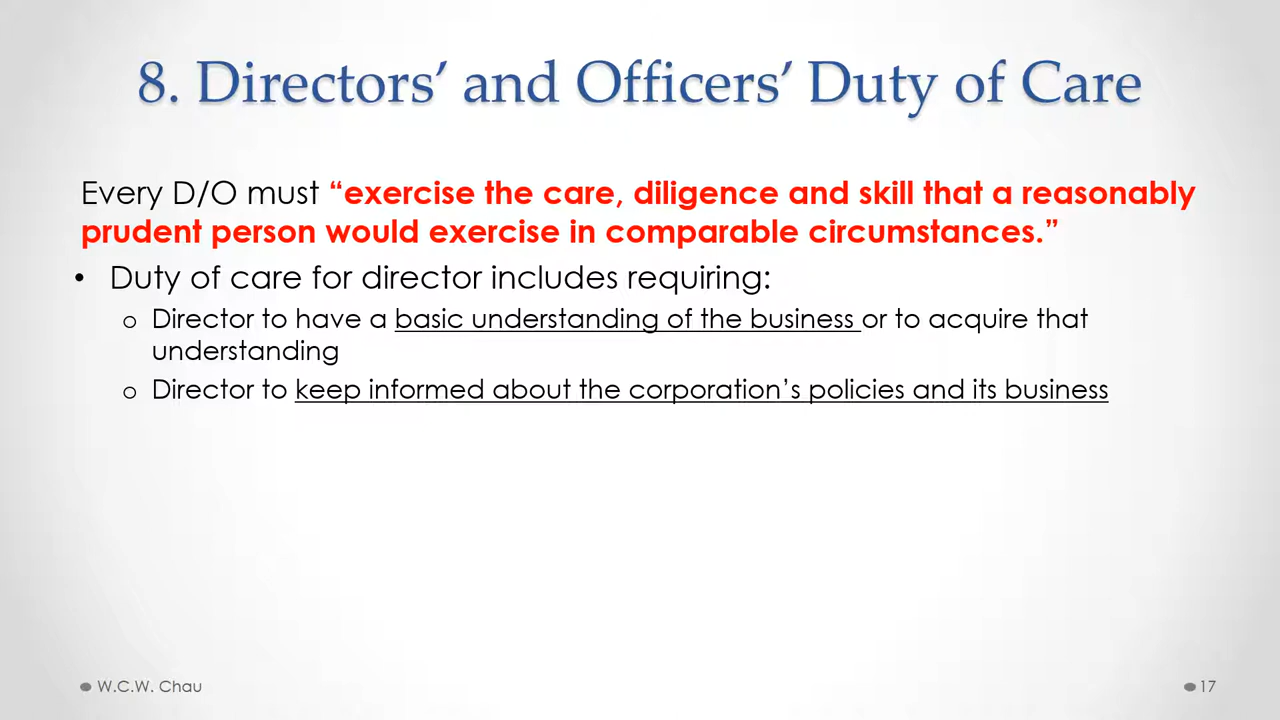 8. Directors’ and Officers’ Duty of Care
Every D/O must “exercise the care, diligence and skill that a reasonably
prudent person would exercise in comparable circumstances.”
• Duty of care for director includes requiring:
o Director to have a basic understanding of the business or to acquire that
understanding
o Director to keep informed about the corporation’s policies and its business
W.C.W. Chau
17